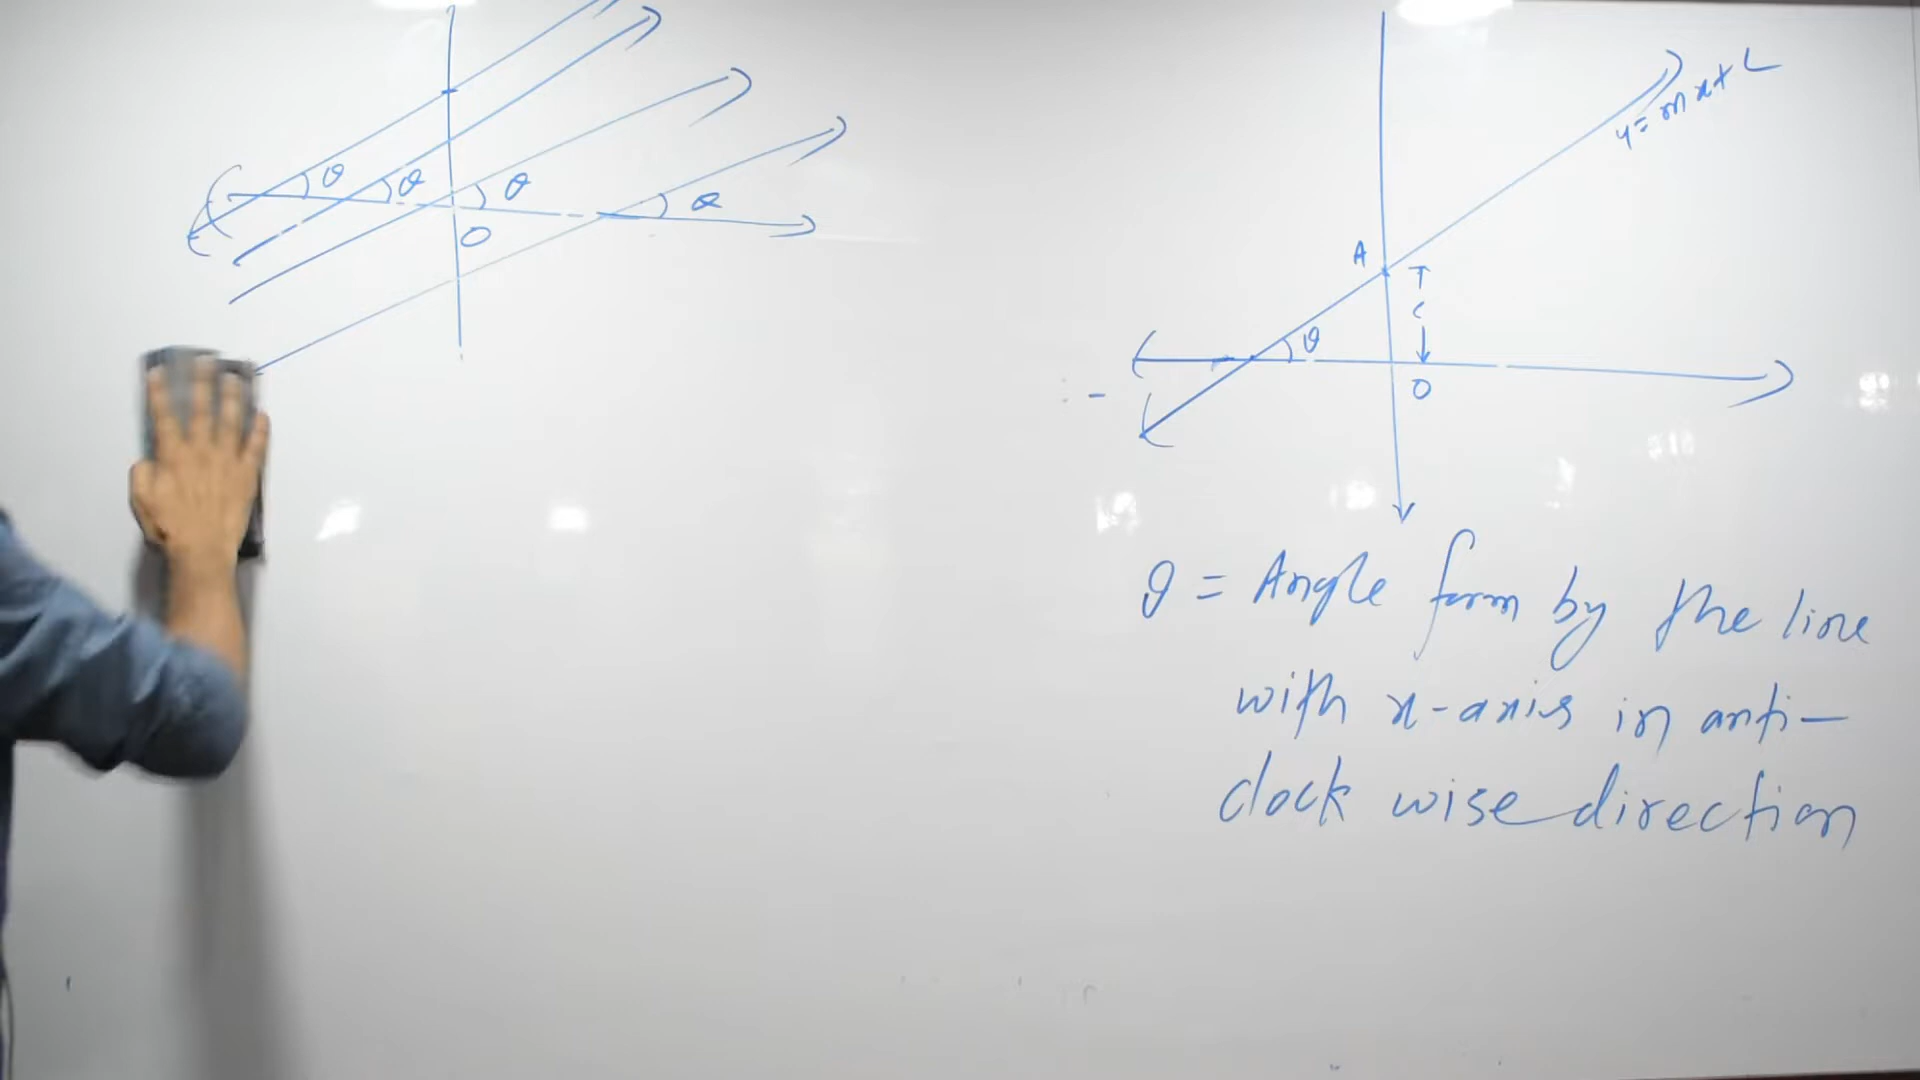 θ
θ
θ
θ
O
y = mx + C
A
C
θ
O
θ = Angle form by the line
with x-axis in anti-
clock wise direction